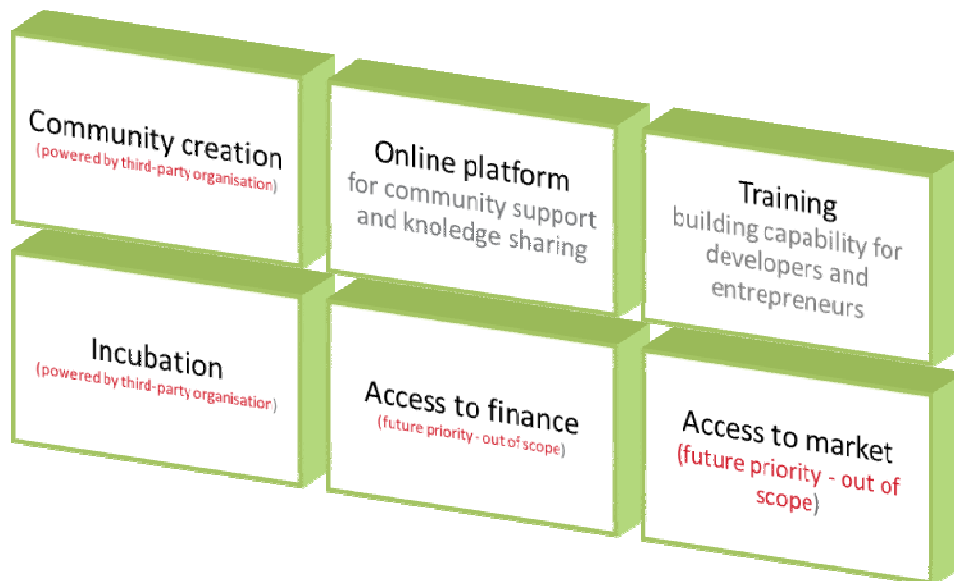 Community creation
(powered by third-party organisation)
Online platform
for community support
and knoledge sharing
Training
building capability for
developers and
entrepreneurs
Incubation
(powered by third-party organisation)
Access to finance
(future priority - out of scope)
Access to market
(future priority - out of
scope)